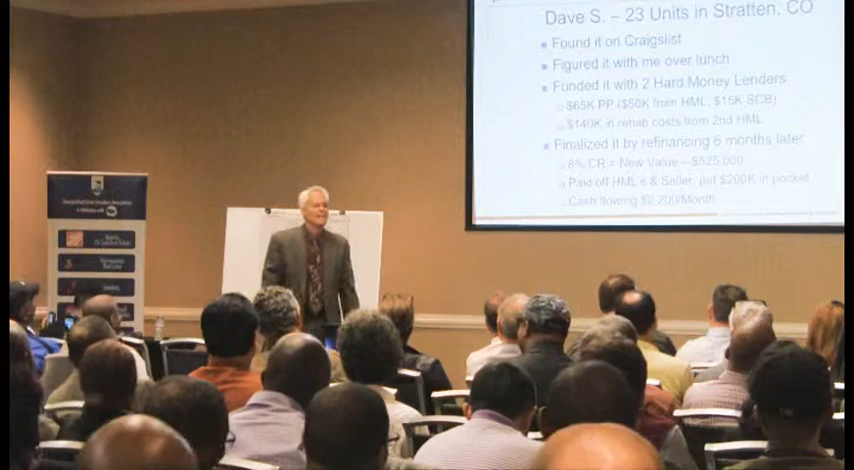 Dave S. – 23 Units in Stratten, CO
Found it on Craigslist
Figured it with me over lunch
Funded it with 2 Hard Money Lenders
$65K PP ($50K from HML, $15K SCB)
$140K in rehab costs from 2nd HML
Finalized it by refinancing 6 months later
8% CR = New Value – $525,000
Paid off HML's & Seller, put $200K in pocket
Cash flowing $2,200/Month